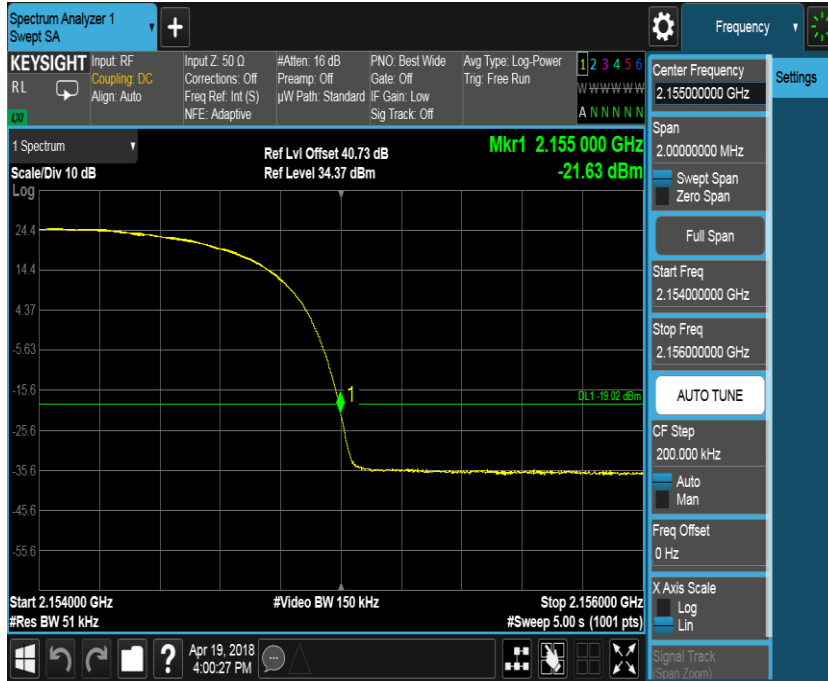 Spectrum Analyzer 1
Swept SA
+
Frequency
KEYSIGHT
RL
LXI
Input: RF
Coupling: DC
Align: Auto
Input Z: 50 Ω
Corrections: Off
Freq Ref: Int (S)
NFE: Adaptive
#Atten: 16 dB
Preamp: Off
µW Path: Standard
PNO: Best Wide
Gate: Off
IF Gain: Low
Sig Track: Off
Avg Type: Log-Power
Trig: Free Run
1 2 3 4 5 6
W W W W W W
A N N N N N
1 Spectrum
Scale/Div 10 dB
Log
Ref Lvl Offset 40.73 dB
Ref Level 34.37 dBm
Mkr1 2.155 000 GHz
-21.63 dBm
24.4
14.4
4.37
-5.63
-15.6
-25.6
-35.6
-45.6
-55.6
1
DL1 -19.02 dBm
Start 2.154000 GHz
#Res BW 51 kHz
#Video BW 150 kHz
Stop 2.156000 GHz
#Sweep 5.00 s (1001 pts)
?
Apr 19, 2018
4:00:27 PM
Center Frequency
2.155000000 GHz
Span
2.00000000 MHz
Swept Span
Zero Span
Full Span
Start Freq
2.154000000 GHz
Stop Freq
2.156000000 GHz
AUTO TUNE
CF Step
200.000 kHz
Auto
Man
Freq Offset
0 Hz
X Axis Scale
Log
Lin
Signal Track
(Span Zoom)
Settings